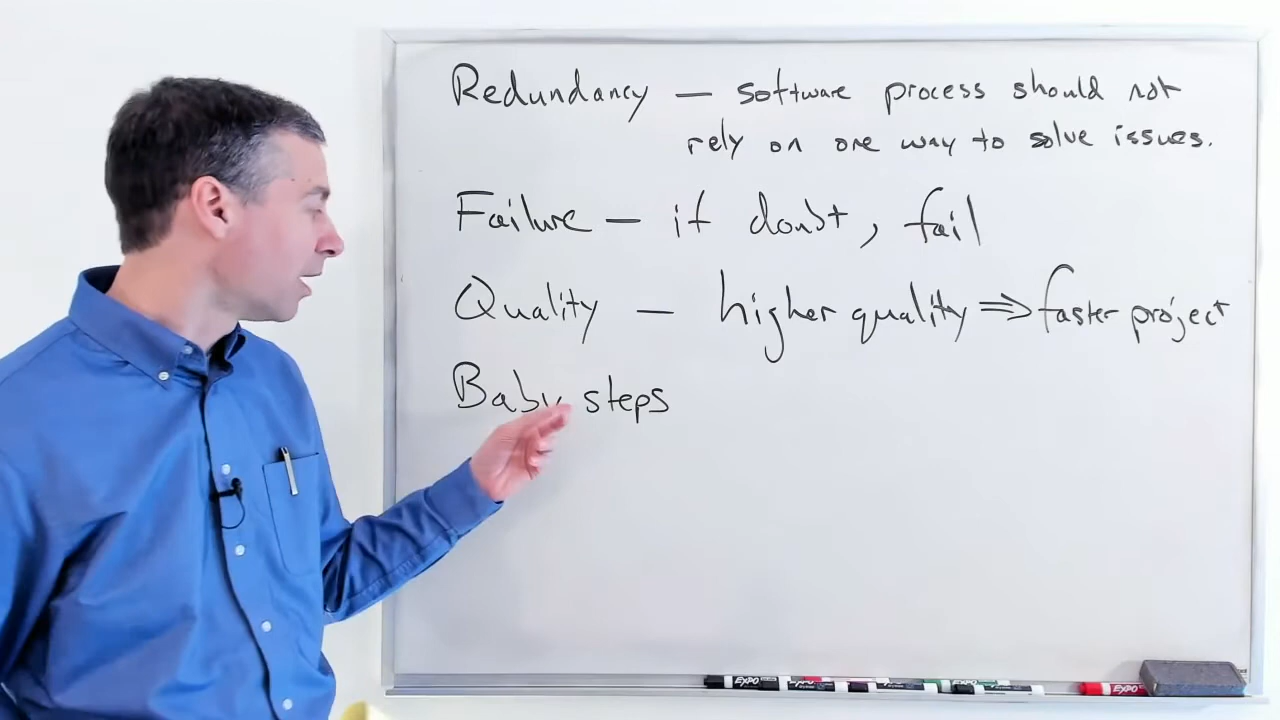 Redundancy — software process should not
rely on one way to solve issues.
Failure — if doubt, fail
Quality — higher quality ⇒ faster project
Baby steps
EXPO
EXPO